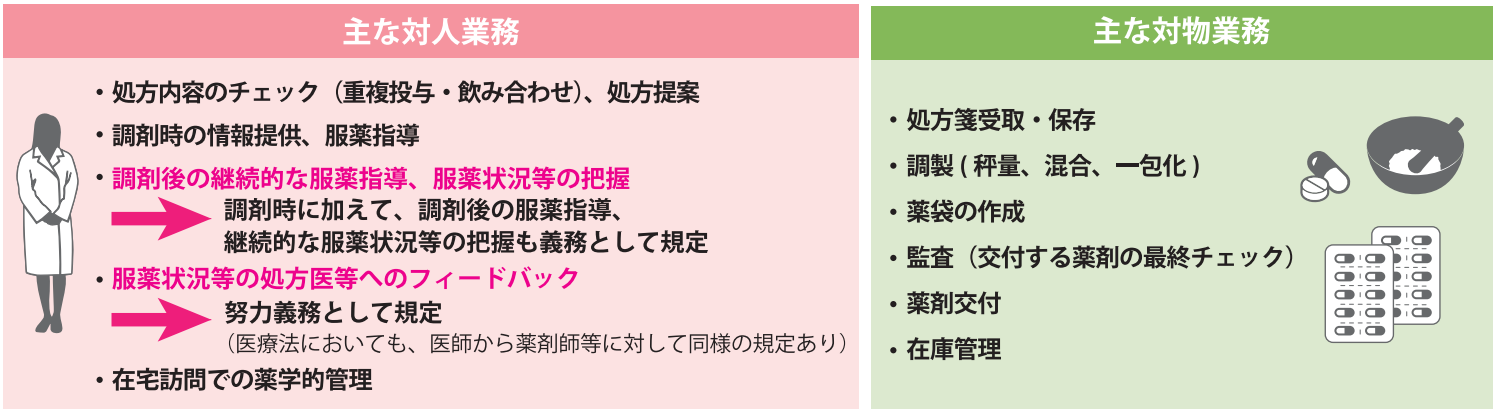 主な対人業務
・処方内容のチェック（重複投与・飲み合わせ）、処方提案
・調剤時の情報提供、服薬指導
・調剤後の継続的な服薬指導、服薬状況等の把握
調剤時に加えて、調剤後の服薬指導、
継続的な服薬状況等の把握も義務として規定
・服薬状況等の処方医等へのフィードバック
努力義務として規定
（医療法においても、医師から薬剤師等に対して同様の規定あり）
・在宅訪問での薬学的管理
主な対物業務
・処方箋受取・保存
・調製 ( 秤量、混合、一包化 )
・薬袋の作成
・監査（交付する薬剤の最終チェック）
・薬剤交付
・在庫管理